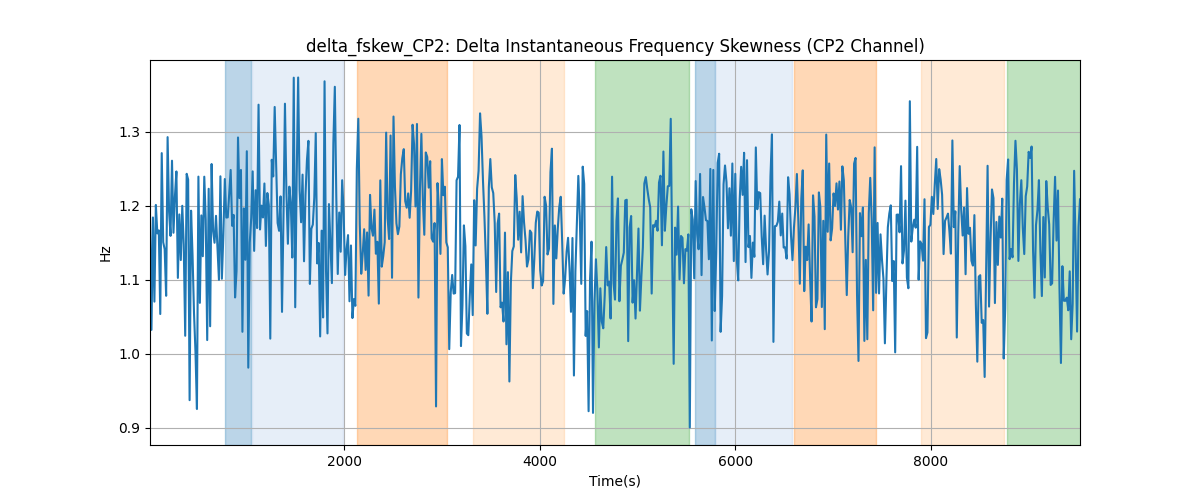 delta_fskew_CP2: Delta Instantaneous Frequency Skewness (CP2 Channel)
Hz
1.3
1.2
1.1
1.0
0.9
2000 4000 6000 8000
Time(s)